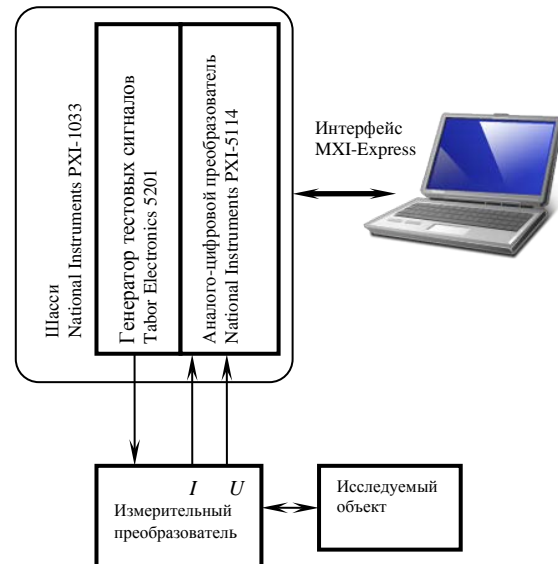 Шасси
National Instruments PXI-1033
Генератор тестовых сигналов
Tabor Electronics 5201
Аналого-цифровой преобразователь
National Instruments PXI-5114
Интерфейс
MXI-Express
I U
Измерительный
преобразователь
Исследуемый
объект